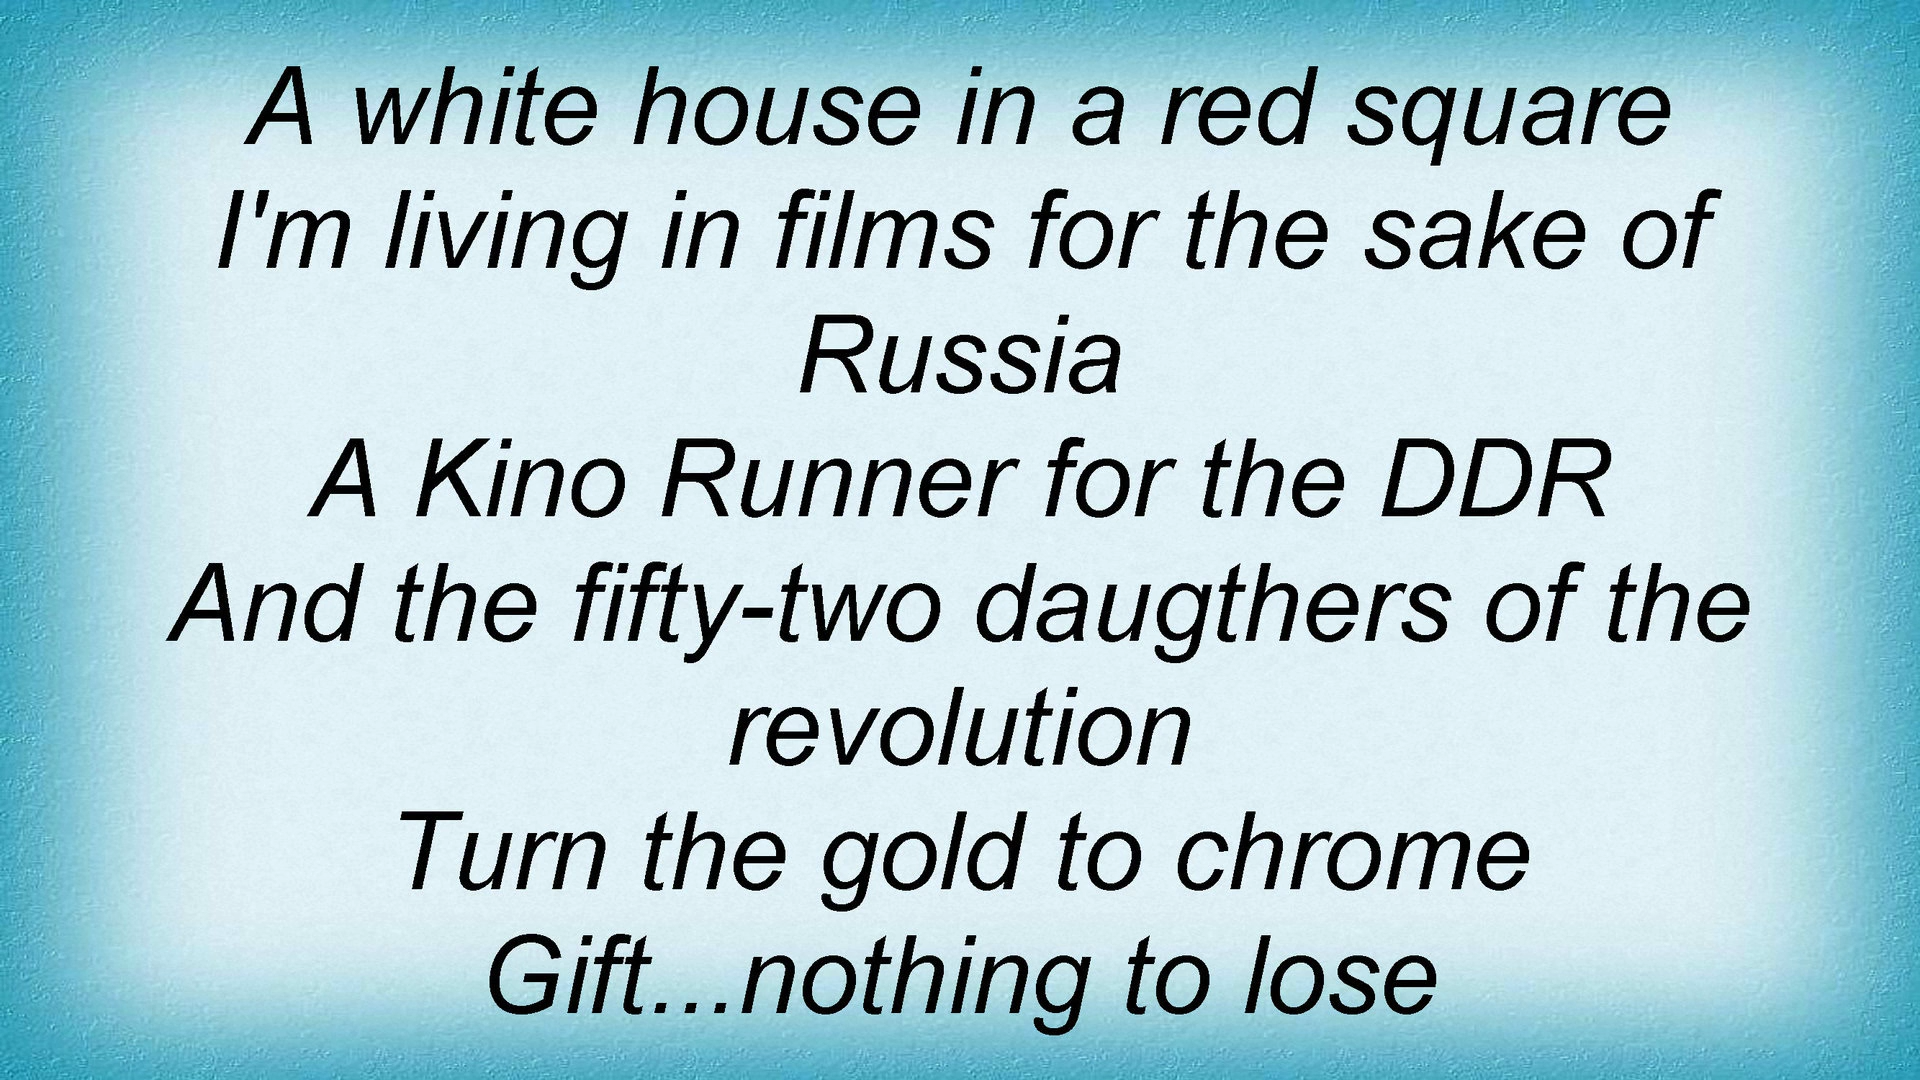 A white house in a red square
I'm living in films for the sake of
Russia
A Kino Runner for the DDR
And the fifty-two daugthers of the
revolution
Turn the gold to chrome
Gift...nothing to lose